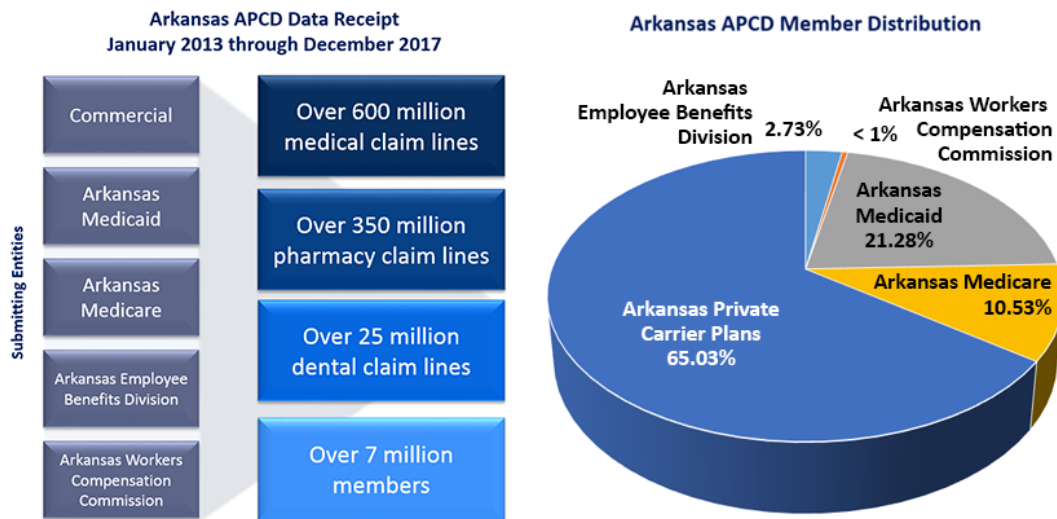 Arkansas APCD Data Receipt
January 2013 through December 2017
Submitting Entities
Commercial
Arkansas
Medicaid
Arkansas
Medicare
Arkansas Employee
Benefits Division
Arkansas Workers
Compensation
Commission
Over 600 million
medical claim lines
Over 350 million
pharmacy claim lines
Over 25 million
dental claim lines
Over 7 million
members
Arkansas APCD Member Distribution
Arkansas
Employee Benefits
Division
2.73%
< 1%
Arkansas Workers
Compensation
Commission
Arkansas
Medicaid
21.28%
Arkansas Medicare
10.53%
Arkansas Private
Carrier Plans
65.03%